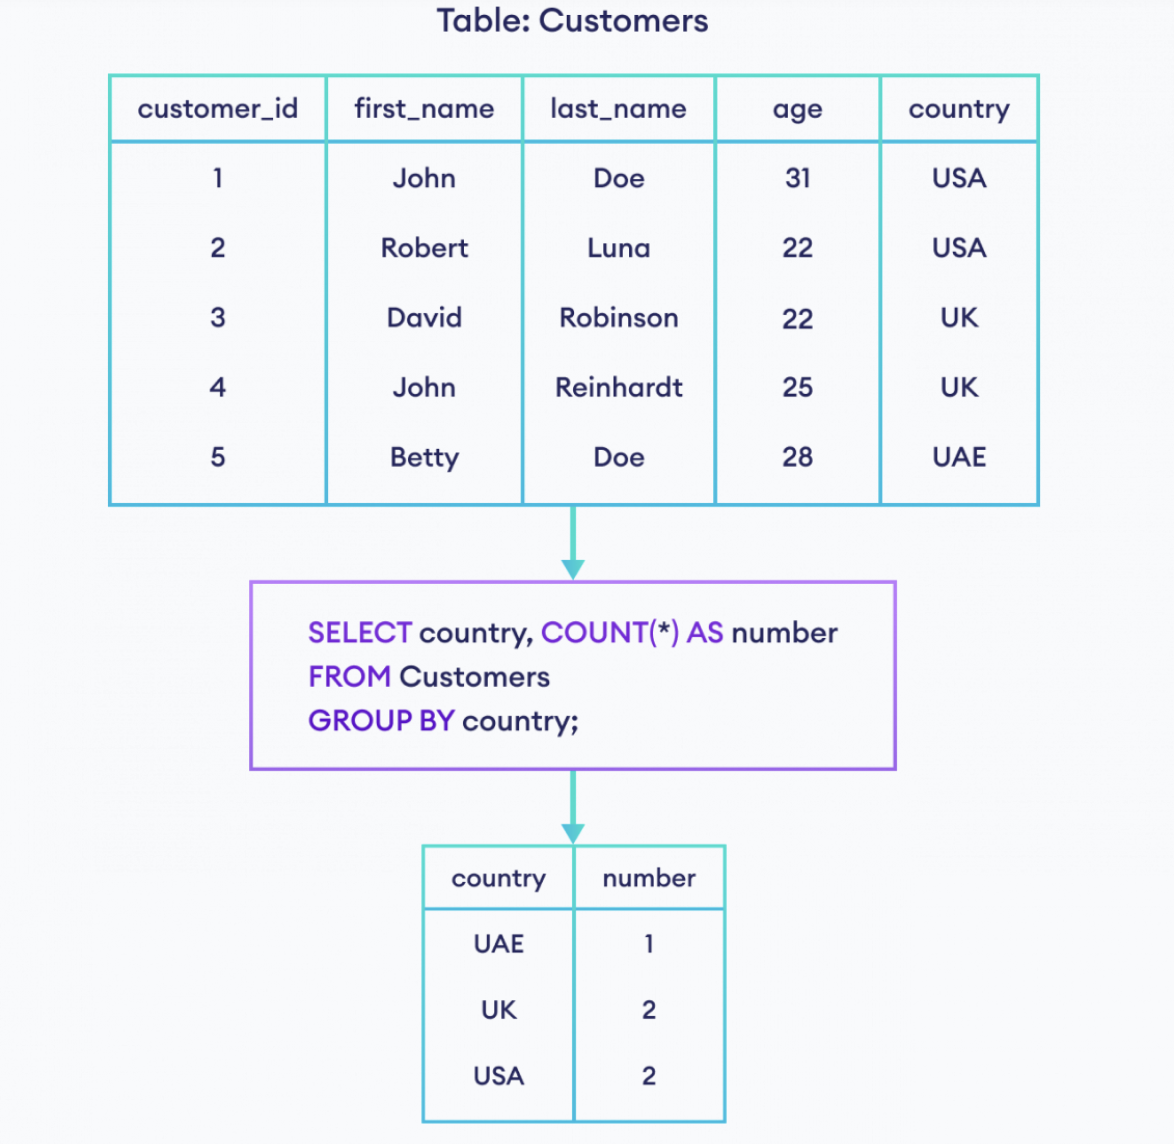 Table: Customers
customer_id first_name last_name age country
1 John Doe 31 USA
2 Robert Luna 22 USA
3 David Robinson 22 UK
4 John Reinhardt 25 UK
5 Betty Doe 28 UAE
SELECT country, COUNT(*) AS number
FROM Customers
GROUP BY country;
country number
UAE 1
UK 2
USA 2